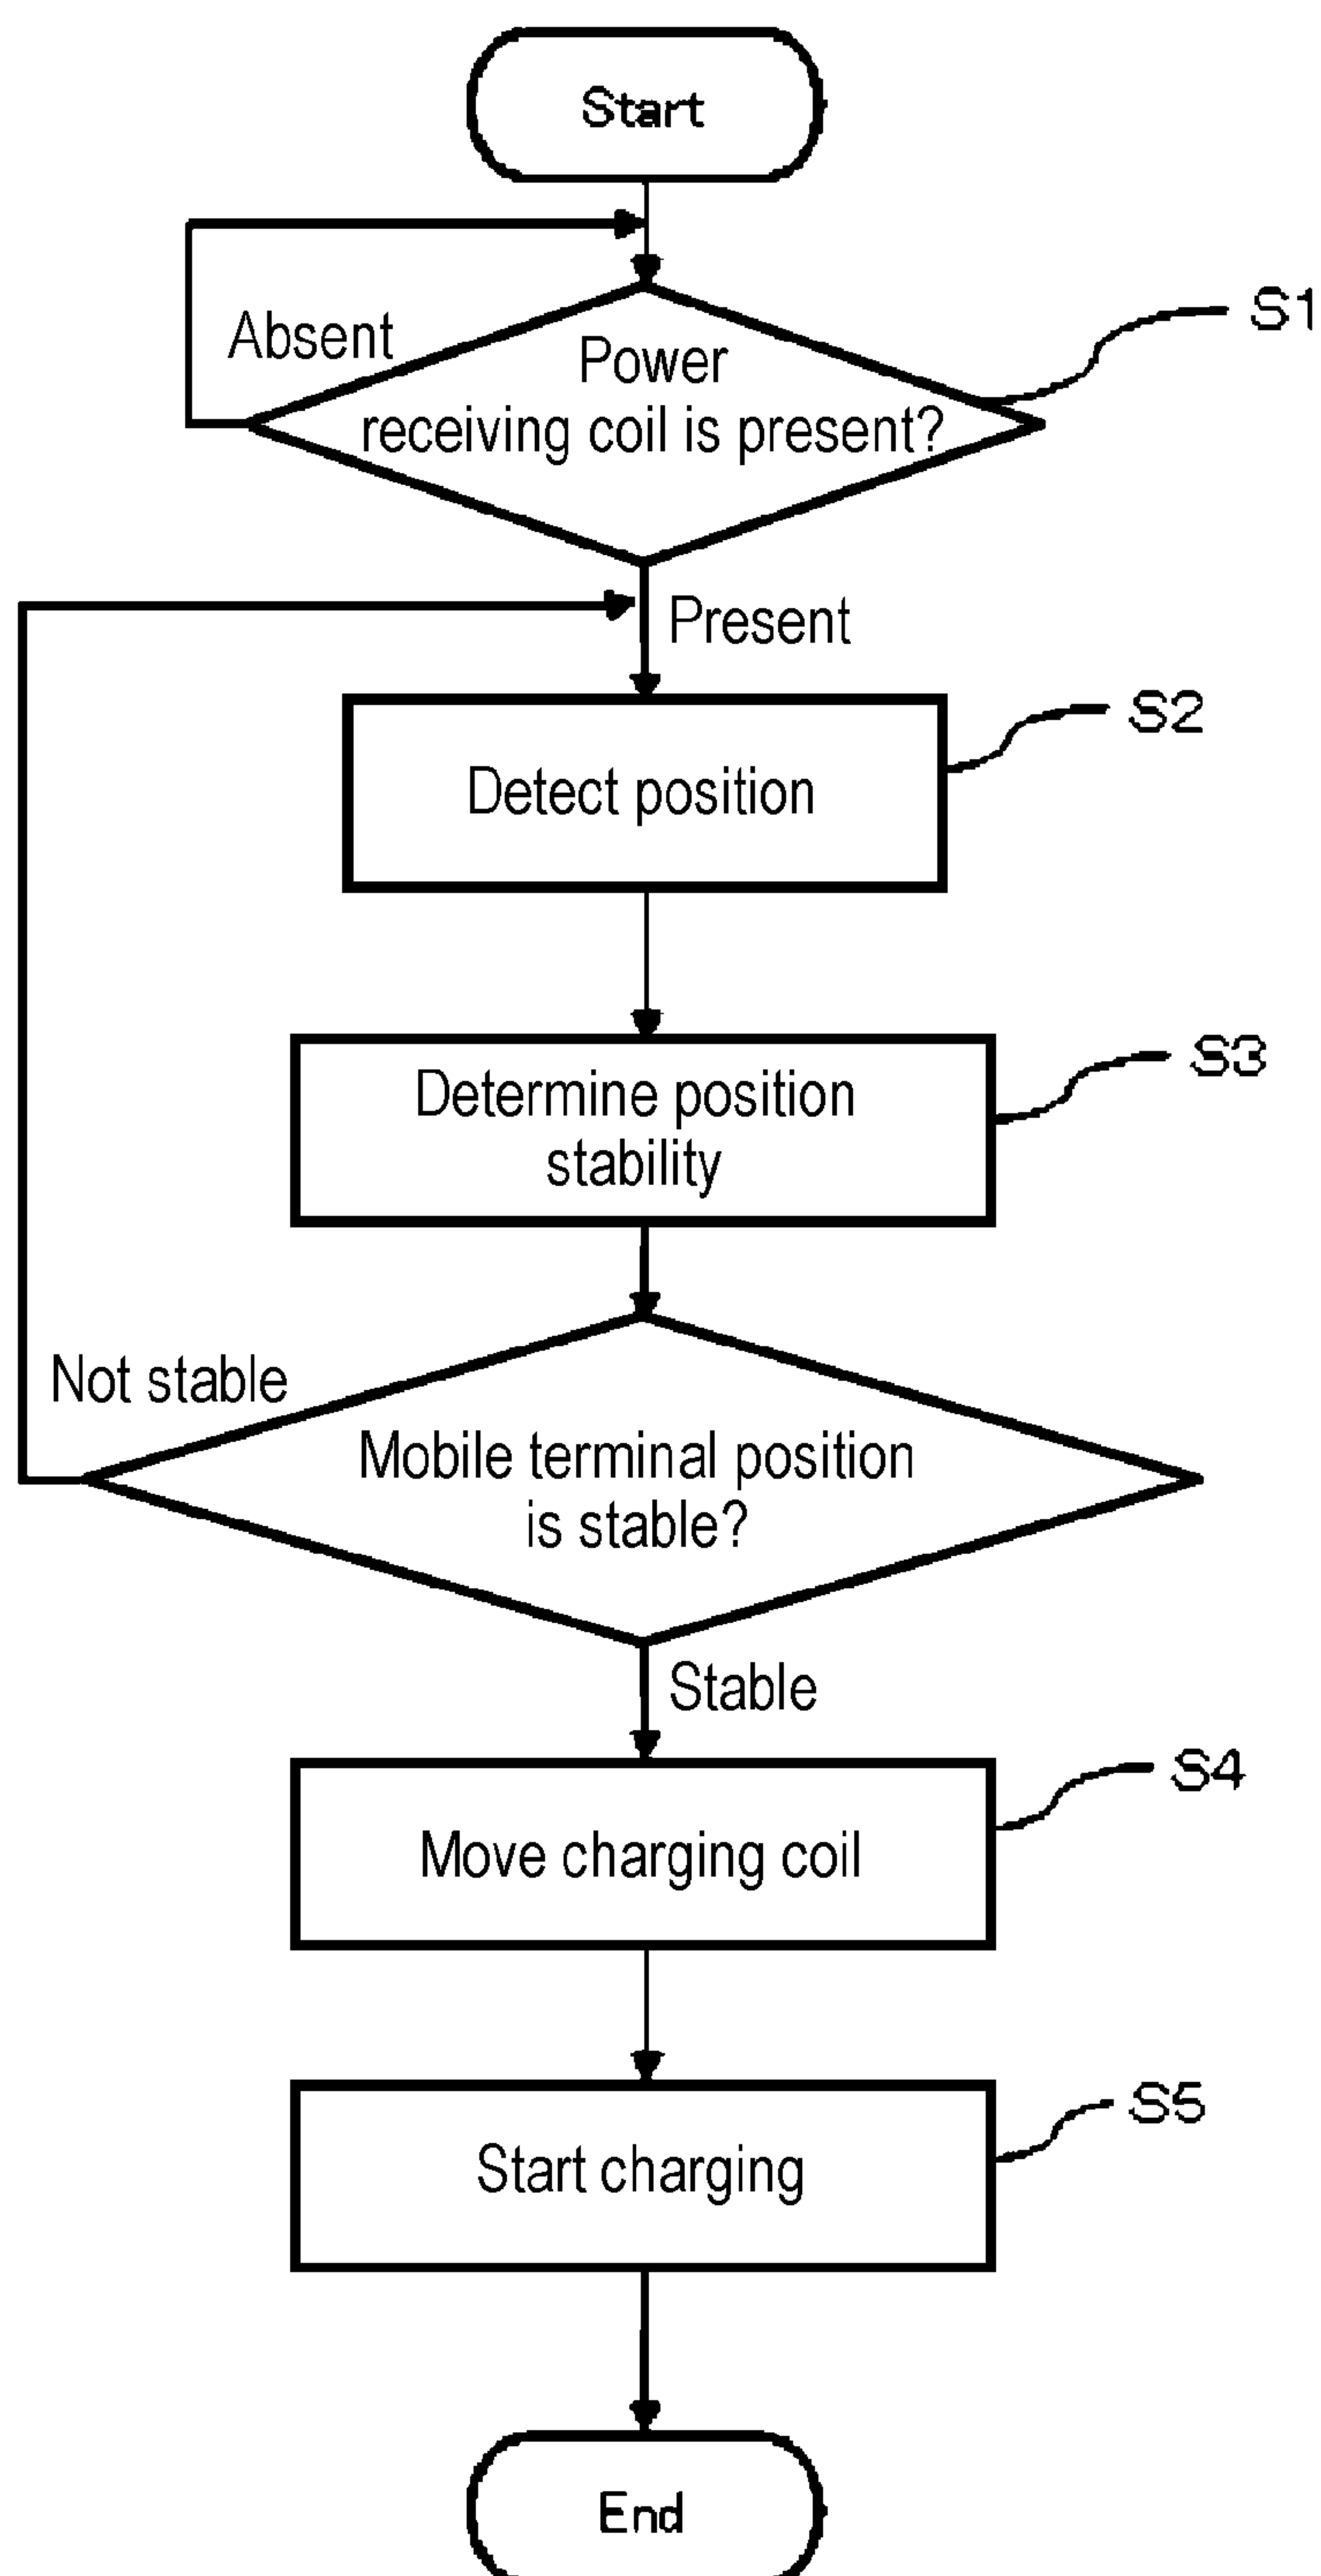 Start
Absent
S1
Power
receiving coil is present?
Present
S2
Detect position
S3
Determine position
stability
Not stable
Mobile terminal position
is stable?
Stable
S4
Move charging coil
S5
Start charging
End